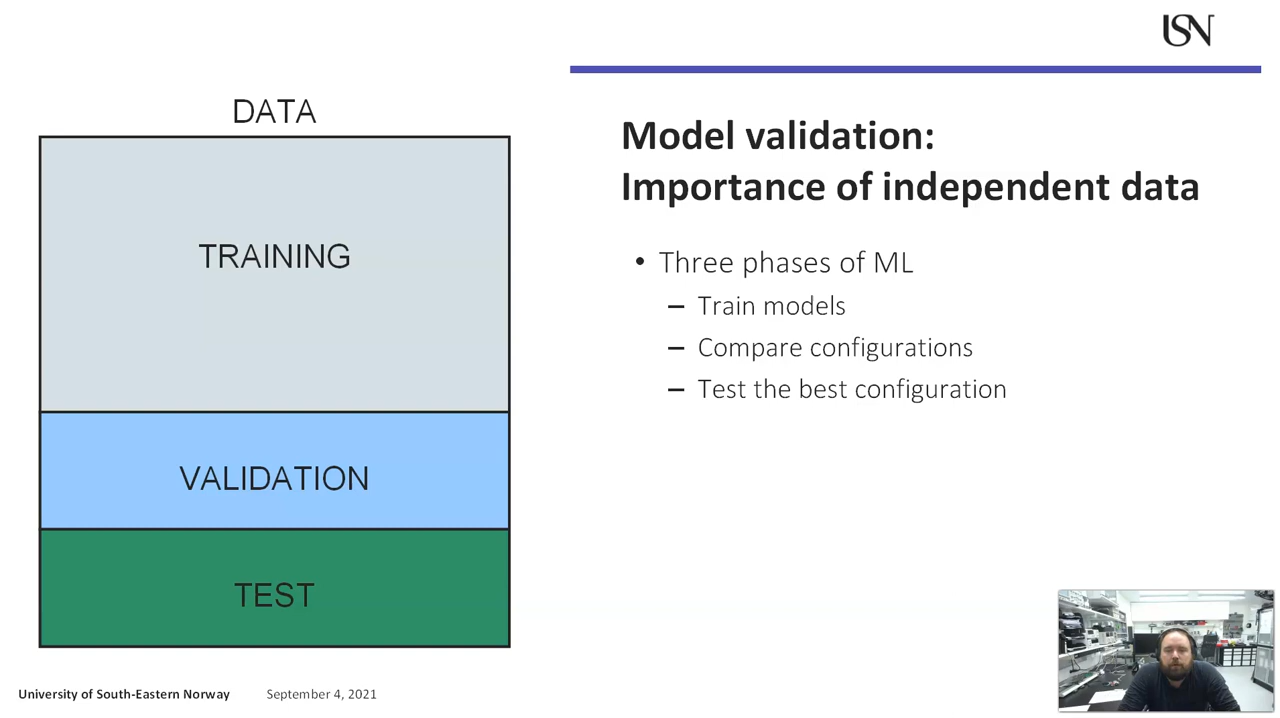 USN
DATA
TRAINING
VALIDATION
TEST
Model validation:
Importance of independent data
• Three phases of ML
– Train models
– Compare configurations
– Test the best configuration
University of South-Eastern Norway September 4, 2021